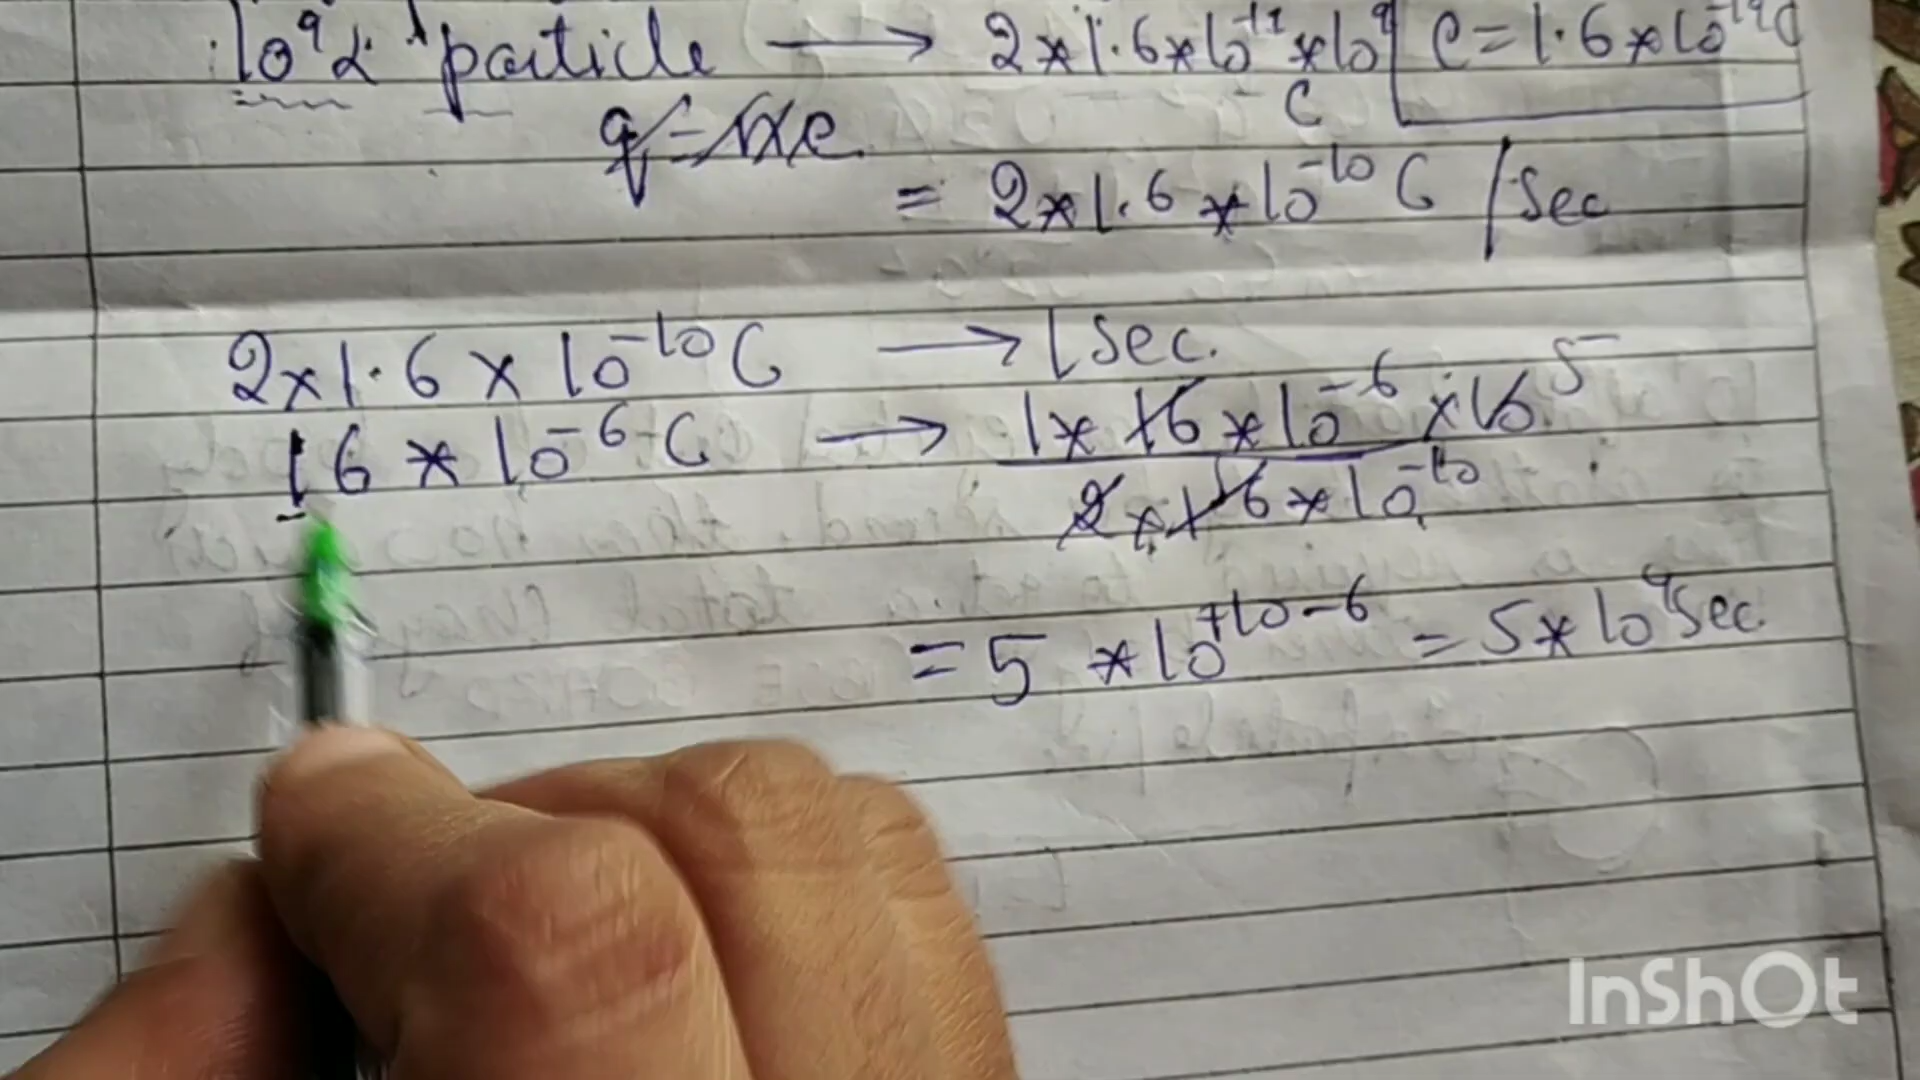 10⁹ α particle → 2×1.6×10⁻¹⁹×10⁹ C e=1.6×10⁻¹⁹C
q=n×e
= 2×1.6×10⁻¹⁰ C /Sec
2×1.6×10⁻¹⁰ C → 1 Sec.
16×10⁻⁶ C → 1×16×10⁻⁶×10 5
2×1.6×10⁻¹⁰
= 5×10⁺¹⁰⁻⁶ = 5×10⁴ Sec.
InShOt